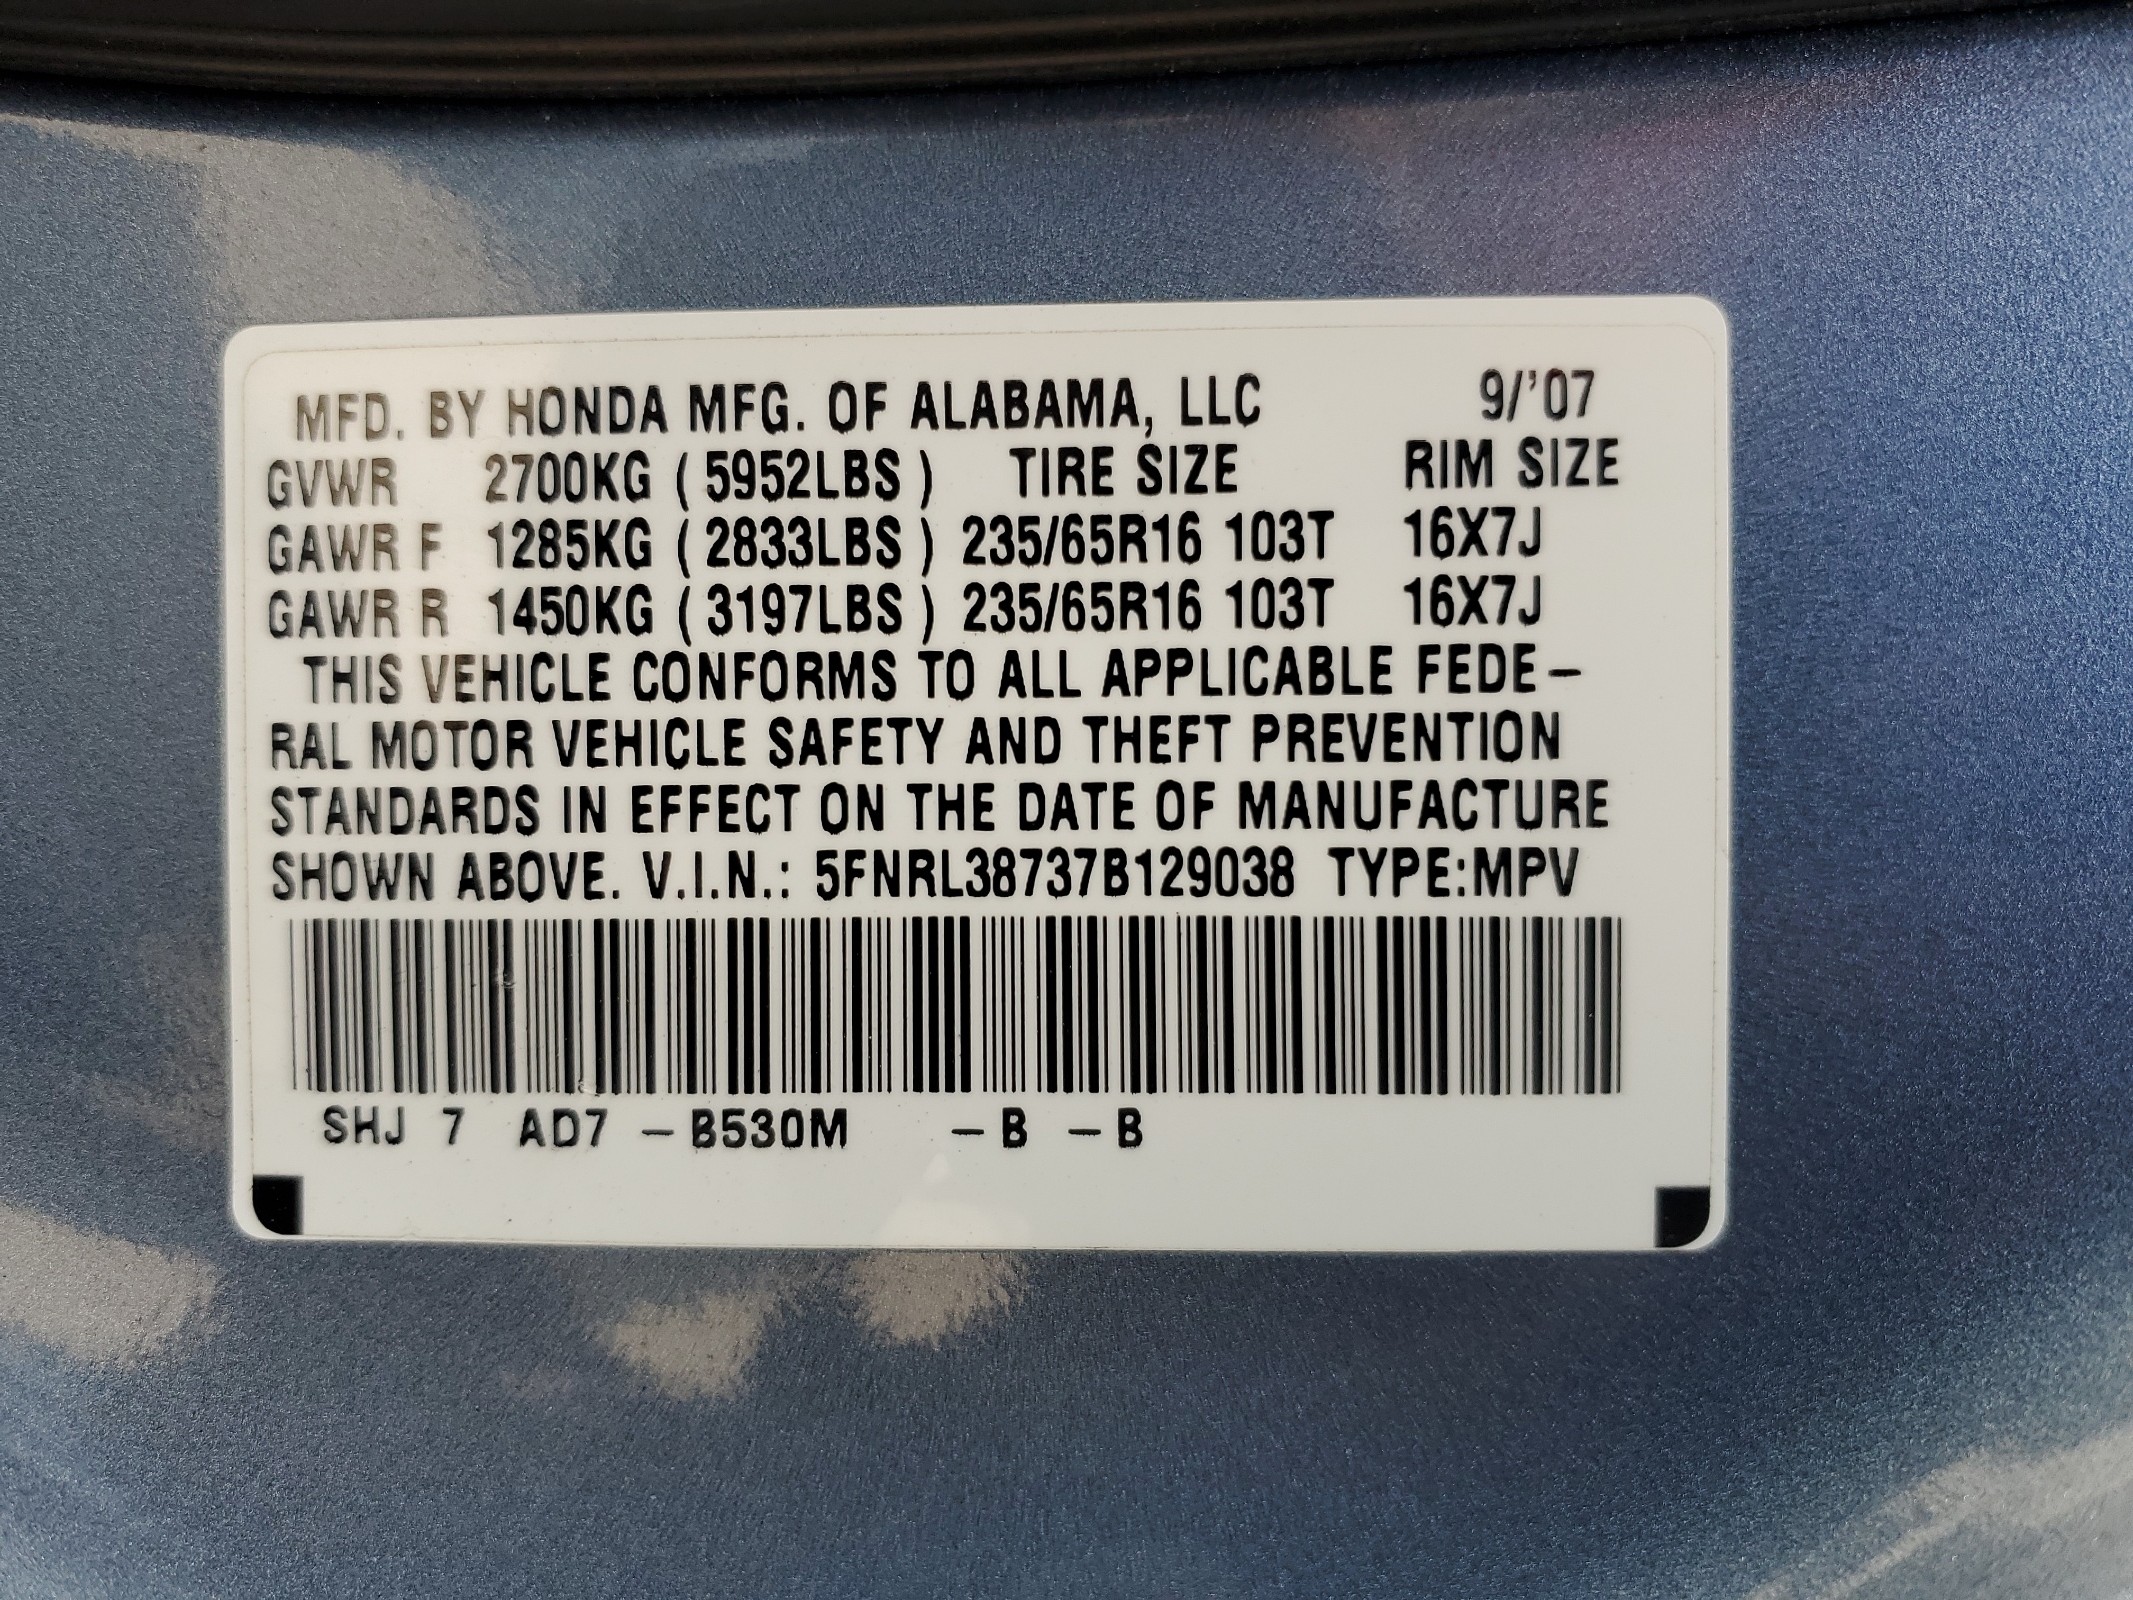 MFD. BY HONDA MFG. OF ALABAMA, LLC 9/'07
GVWR 2700KG ( 5952LBS ) TIRE SIZE RIM SIZE
GAWR F 1285KG ( 2833LBS ) 235/65R16 103T 16X7J
GAWR R 1450KG ( 3197LBS ) 235/65R16 103T 16X7J
THIS VEHICLE CONFORMS TO ALL APPLICABLE FEDE-
RAL MOTOR VEHICLE SAFETY AND THEFT PREVENTION
STANDARDS IN EFFECT ON THE DATE OF MANUFACTURE
SHOWN ABOVE. V.I.N.: 5FNRL38737B129038 TYPE:MPV
SHJ 7 AD7 - B530M - B - B